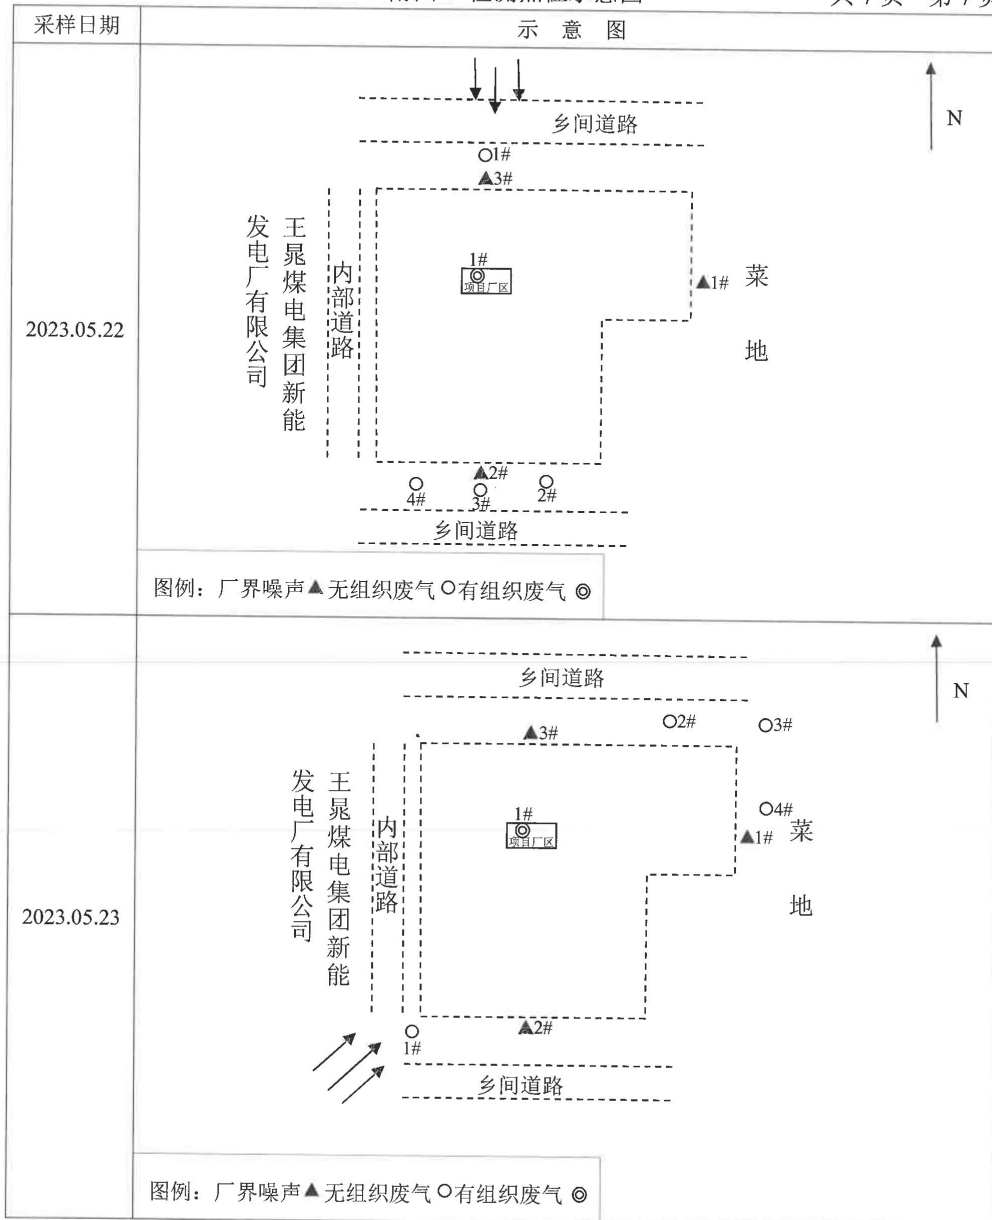 采样日期
示 意 图
2023.05.22
N
乡间道路
○1#
▲3#
王晁煤电集团新能
发电厂有限公司
内部道路
1#
项目厂区
▲1#
菜地
▲2#
4#
3#
2#
乡间道路
图例：厂界噪声▲无组织废气○有组织废气◎
2023.05.23
N
乡间道路
▲3#
○2#
○3#
王晁煤电集团新能
发电厂有限公司
内部道路
1#
项目厂区
○4#
▲1#
菜地
1#
▲2#
乡间道路
图例：厂界噪声▲无组织废气○有组织废气◎